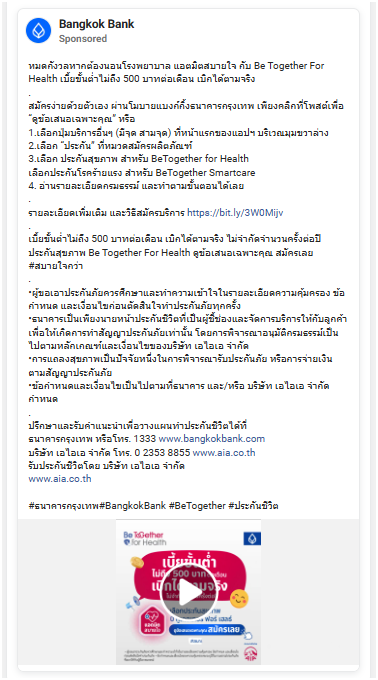 Bangkok Bank
Sponsored
หมดกังวลหากต้องนอนโรงพยาบาล แอดมิตสบายใจ กับ Be Together For
Health เบี้ยขั้นต่ำไม่ถึง 500 บาทต่อเดือน เบิกได้ตามจริง
.
สมัครง่ายด้วยตัวเอง ผ่านโมบายแบงก์กิ้งธนาคารกรุงเทพ เพียงคลิกที่โพสต์เพื่อ
"ดูข้อเสนอเฉพาะคุณ" หรือ
1.เลือกปุ่มบริการอื่นๆ (มีจุด สามจุด) ที่หน้าแรกของแอปฯ บริเวณมุมขวาล่าง
2.เลือก "ประกัน" ที่หมวดสมัครผลิตภัณฑ์
3.เลือก ประกันสุขภาพ สำหรับ BeTogether for Health
เลือกประกันโรคร้ายแรง สำหรับ BeTogether Smartcare
4. อ่านรายละเอียดกรมธรรม์ และทำตามขั้นตอนได้เลย
.
รายละเอียดเพิ่มเติม และวิธีสมัครบริการ https://bit.ly/3W0Mijv
.
เบี้ยขั้นต่ำไม่ถึง 500 บาทต่อเดือน เบิกได้ตามจริง ไม่จำกัดจำนวนครั้งต่อปี
ประกันสุขภาพ Be Together For Health ดูข้อเสนอเฉพาะคุณ สมัครเลย
#สบายใจกว่า
.
•ผู้ขอเอาประกันภัยควรศึกษาและทำความเข้าใจในรายละเอียดความคุ้มครอง ข้อ
กำหนด และเงื่อนไขก่อนตัดสินใจทำประกันภัยทุกครั้ง
•ธนาคารเป็นเพียงนายหน้าประกันชีวิตที่เป็นผู้ชี้ช่องและจัดการบริการให้กับลูกค้า
เพื่อให้เกิดการทำสัญญาประกันภัยเท่านั้น โดยการพิจารณาอนุมัติกรมธรรม์เป็น
ไปตามหลักเกณฑ์และเงื่อนไขของบริษัท เอไอเอ จำกัด
•การแถลงสุขภาพเป็นปัจจัยหนึ่งในการพิจารณารับประกันภัย หรือการจ่ายเงิน
ตามสัญญาประกันภัย
•ข้อกำหนดและเงื่อนไขเป็นไปตามที่ธนาคาร และ/หรือ บริษัท เอไอเอ จำกัด
กำหนด
.
ปรึกษาและรับคำแนะนำเพื่อวางแผนทำประกันชีวิตได้ที่
ธนาคารกรุงเทพ หรือโทร. 1333 www.bangkokbank.com
บริษัท เอไอเอ จำกัด โทร. 0 2353 8855 www.aia.co.th
รับประกันชีวิตโดย บริษัท เอไอเอ จำกัด
www.aia.co.th
.
#ธนาคารกรุงเทพ#BangkokBank #BeTogether #ประกันชีวิต
Be Together
for Health
เบี้ยขั้นต่ำ
ไม่ถึง 500 บาท
สมัครเลย
AIA